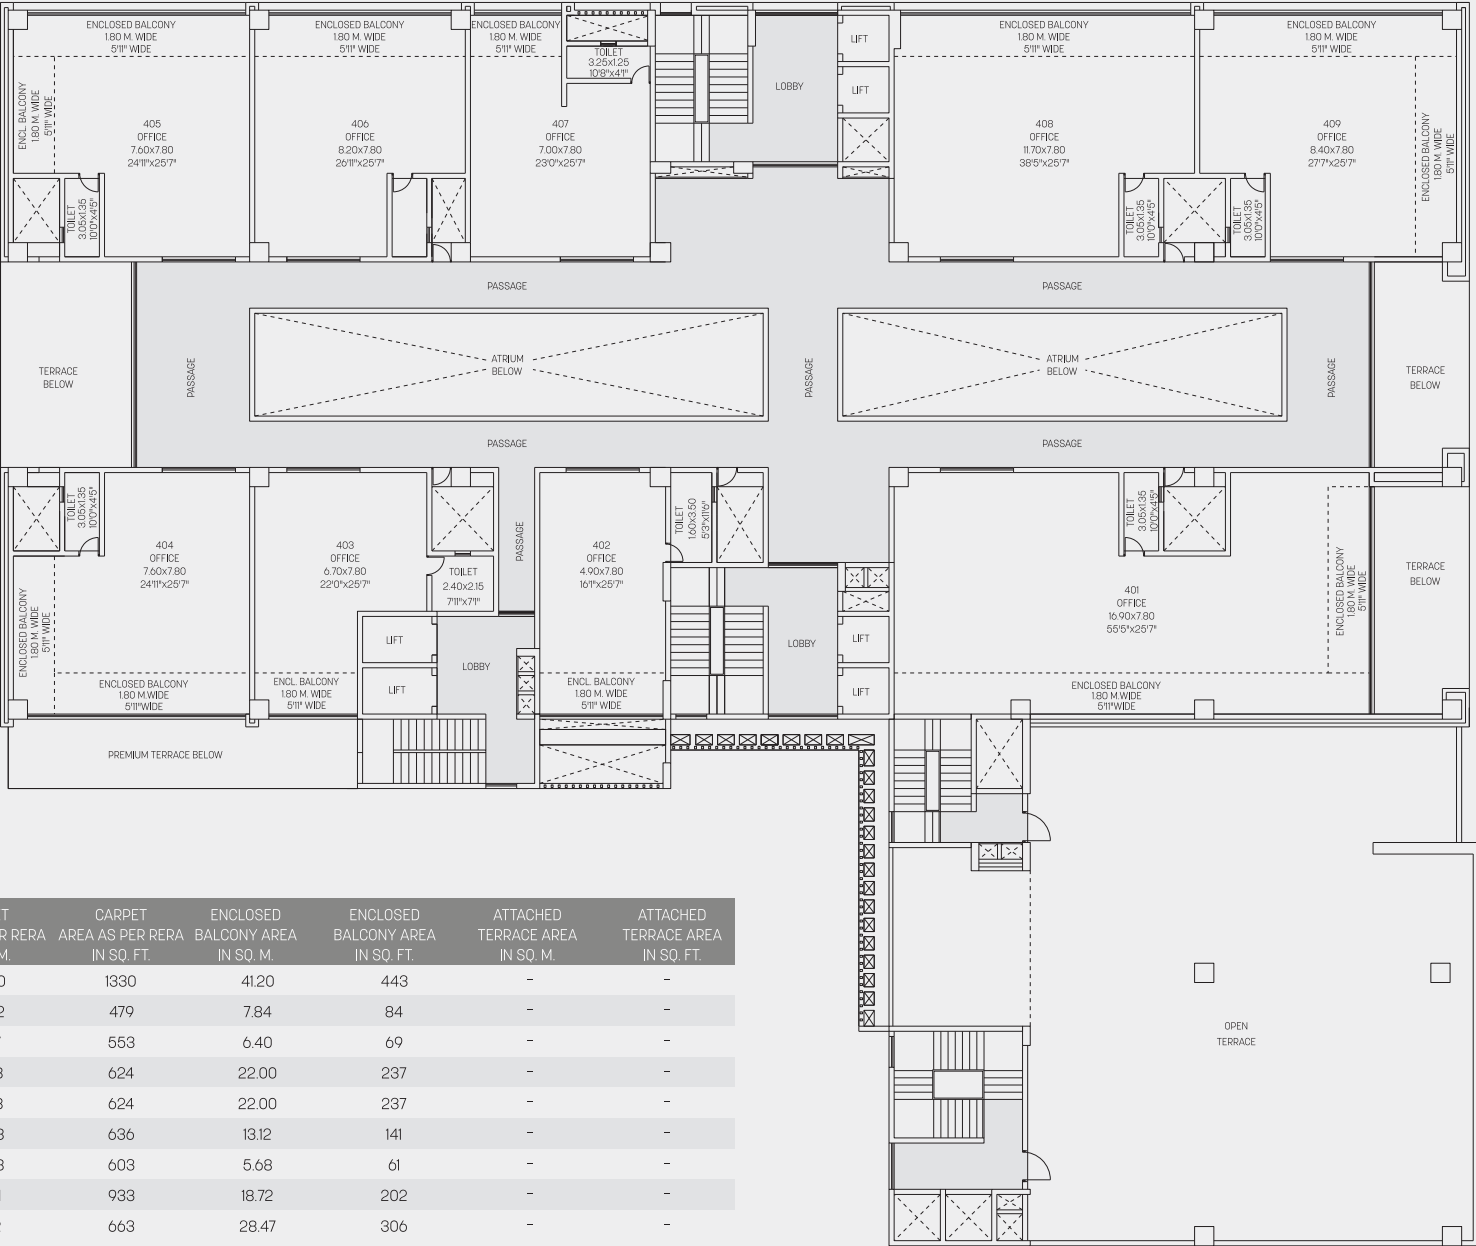 ENCLOSED BALCONY
1.80 M. WIDE
5'11" WIDE
ENCLOSED BALCONY
1.80 M. WIDE
5'11" WIDE
ENCLOSED BALCONY
1.80 M. WIDE
5'11" WIDE
TOILET
3.25x1.25
10'8"x4'1"
LIFT
LIFT
LOBBY
ENCLOSED BALCONY
1.80 M. WIDE
5'11" WIDE
ENCLOSED BALCONY
1.80 M. WIDE
5'11" WIDE
ENCL. BALCONY
1.80 M. WIDE
5'11" WIDE
405
OFFICE
7.60x7.80
24'11"x25'7"
406
OFFICE
8.20x7.80
26'11"x25'7"
407
OFFICE
7.00x7.80
23'0"x25'7"
408
OFFICE
11.70x7.80
38'5"x25'7"
409
OFFICE
8.40x7.80
27'7"x25'7"
ENCLOSED BALCONY
1.80 M. WIDE
5'11" WIDE
TOILET
3.05x1.35
10'0"x4'5"
TOILET
3.05x1.35
10'0"x4'5"
TOILET
3.05x1.35
10'0"x4'5"
PASSAGE
PASSAGE
TERRACE
BELOW
PASSAGE
ATRIUM
BELOW
PASSAGE
ATRIUM
BELOW
PASSAGE
TERRACE
BELOW
PASSAGE
PASSAGE
TOILET
3.05x1.35
10'0"x4'5"
404
OFFICE
7.60x7.80
24'11"x25'7"
403
OFFICE
6.70x7.80
22'0"x25'7"
TOILET
2.40x2.15
7'11"x7'1"
PASSAGE
402
OFFICE
4.90x7.80
16'1"x25'7"
TOILET
1.60x3.50
5'3"x11'6"
TOILET
3.05x1.35
10'0"x4'5"
401
OFFICE
16.90x7.80
55'5"x25'7"
ENCLOSED BALCONY
1.80 M. WIDE
5'11" WIDE
TERRACE
BELOW
ENCLOSED BALCONY
1.80 M. WIDE
5'11" WIDE
LIFT
LIFT
LOBBY
LOBBY
LIFT
LIFT
ENCLOSED BALCONY
1.80 M.WIDE
5'11"WIDE
ENCL. BALCONY
1.80 M. WIDE
5'11" WIDE
ENCL. BALCONY
1.80 M. WIDE
5'11" WIDE
ENCLOSED BALCONY
1.80 M.WIDE
5'11"WIDE
PREMIUM TERRACE BELOW
OPEN
TERRACE
CARPET
AREA AS PER RERA
IN SQ. FT.
ENCLOSED
BALCONY AREA
IN SQ. M.
ENCLOSED
BALCONY AREA
IN SQ. FT.
ATTACHED
TERRACE AREA
IN SQ. M.
ATTACHED
TERRACE AREA
IN SQ. FT.
1330 41.20 443 - -
479 7.84 84 - -
553 6.40 69 - -
624 22.00 237 - -
624 22.00 237 - -
636 13.12 141 - -
603 5.68 61 - -
933 18.72 202 - -
663 28.47 306 - -